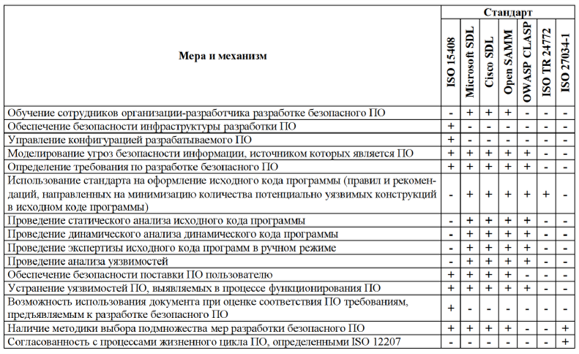 Мера и механизм
Стандарт
ISO 15408
Microsoft SDL
Cisco SDL
Open SAMM
OWASP CLASP
ISO TR 24772
ISO 27034-1
Обучение сотрудников организации-разработчика разработке безопасного ПО - + + + - - -
Обеспечение безопасности инфраструктуры разработки ПО + - - - - - -
Управление конфигурацией разрабатываемого ПО + - - - - - -
Моделирование угроз безопасности информации, источником которых является ПО + + + + + - -
Определение требования по разработке безопасного ПО + + + + + - -
Использование стандарта на оформление исходного кода программы (правил и рекомен-
даций, направленных на минимизацию количества потенциально уязвимых конструкций - + + + + + -
в исходном коде программы)
Проведение статического анализа исходного кода программы - + + + + - -
Проведение динамического анализа динамического кода программы - + + + + - -
Проведение экспертизы исходного кода программ в ручном режиме - + + + + - -
Проведение анализа уязвимостей - + + + + - -
Обеспечение безопасности поставки ПО пользователю + + + + - - -
Устранение уязвимостей ПО, выявляемых в процессе функционирования ПО + + + + + - -
Возможность использования документа при оценке соответствия ПО требованиям,
предъявляемым к разработке безопасного ПО + - - - - - -
Наличие методики выбора подмножества мер разработки безопасного ПО + + + + - - +
Согласованность с процессами жизненного цикла ПО, определенными ISO 12207 - - - - - - +